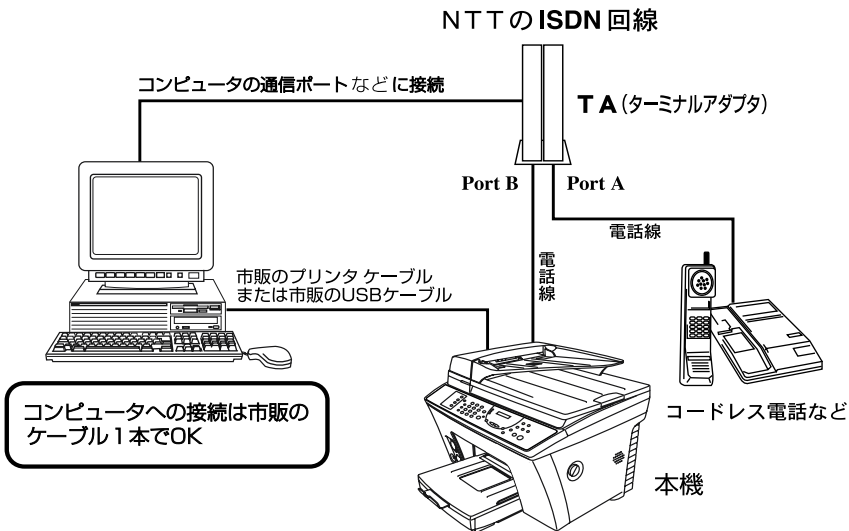 NTTのISDN回線
コンピュータの通信ポートなどに接続
TA(ターミナルアダプタ)
Port B
Port A
電話線
電話線
市販のプリンタ ケーブル
または市販のUSBケーブル
コードレス電話など
コンピュータへの接続は市販の
ケーブル1本でOK
本機